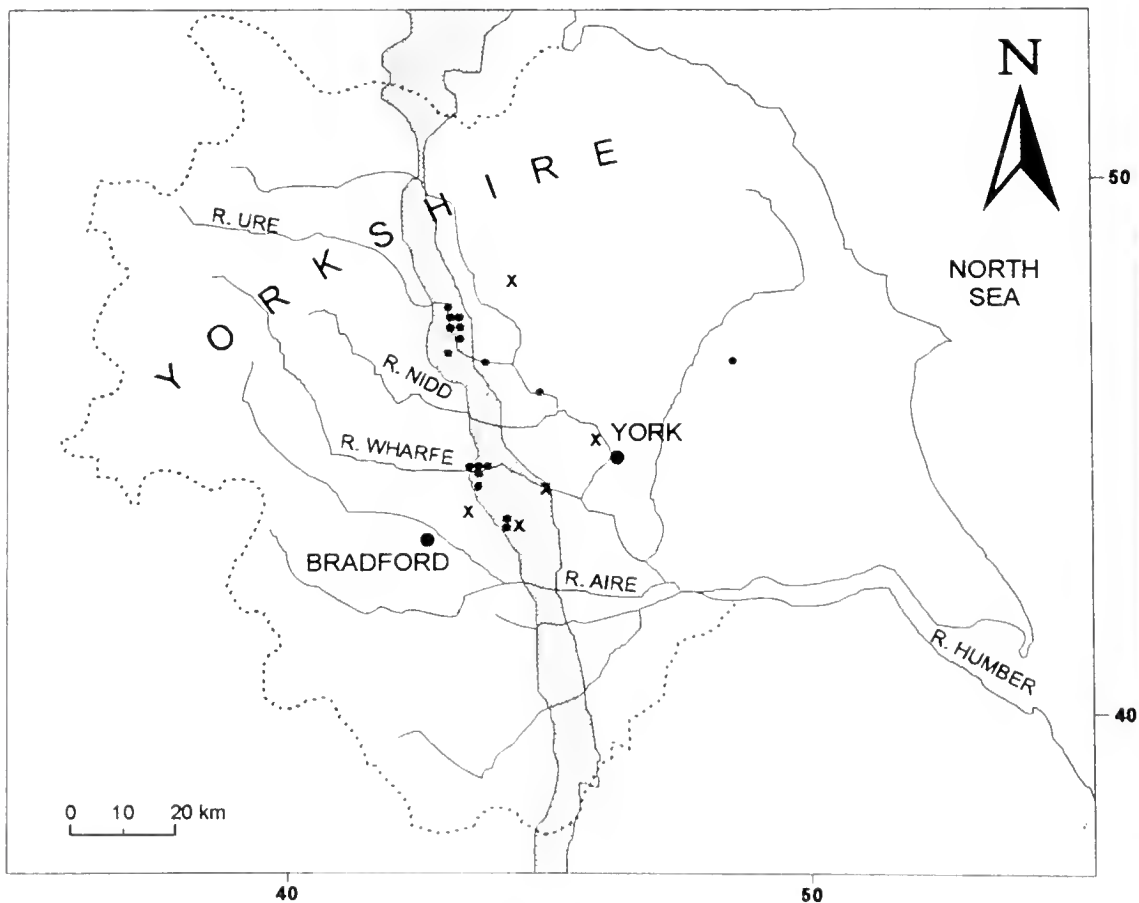 N
YORKSHIRE
50
R. URE
NORTH
SEA
R. NIDD
YORK
R. WHARFE
BRADFORD
R. AIRE
R. HUMBER
40
0 10 20 km
40 50